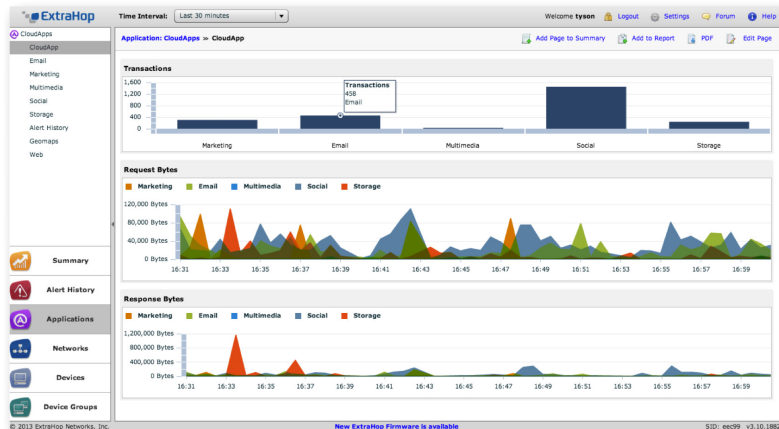 ExtraHop
Time Interval: Last 30 minutes
Welcome tyson Logout Settings Forum Help
CloudApps
CloudApp
Email
Marketing
Multimedia
Social
Storage
Alert History
Geomaps
Web
Summary
Alert History
Applications
Networks
Devices
Device Groups
Application: CloudApps » CloudApp
Add Page to Summary Add to Report PDF Edit Page
Transactions
1,600
1,200
800
400
0
Transactions
458
Email
Marketing Email Multimedia Social Storage
Request Bytes
Marketing Email Multimedia Social Storage
120,000 Bytes
80,000 Bytes
40,000 Bytes
0 Bytes
16:31 16:33 16:35 16:37 16:39 16:41 16:43 16:45 16:47 16:49 16:51 16:53 16:55 16:57 16:59
Response Bytes
Marketing Email Multimedia Social Storage
1,200,000 Bytes
800,000 Bytes
400,000 Bytes
0 Bytes
16:31 16:33 16:35 16:37 16:39 16:41 16:43 16:45 16:47 16:49 16:51 16:53 16:55 16:57 16:59
© 2013 ExtraHop Networks, Inc.
New ExtraHop Firmware is available
SID: eec99 v3.10.1882